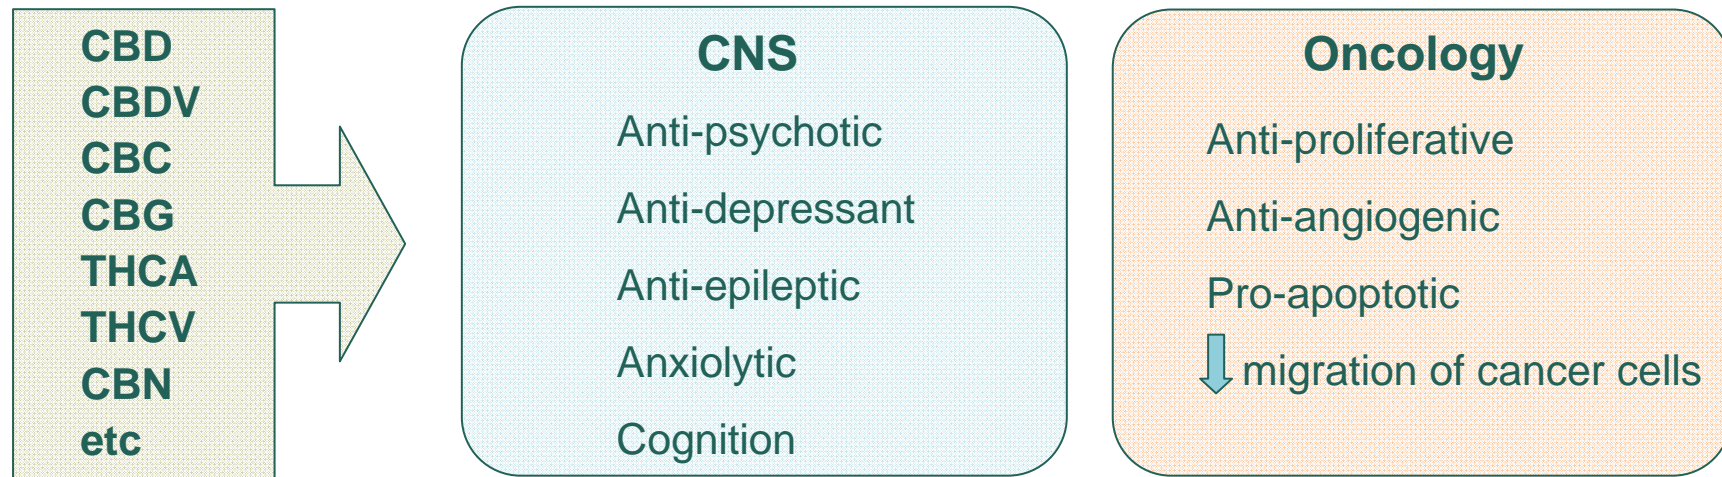 CBD
CBDV
CBC
CBG
THCA
THCV
CBN
etc
CNS
Anti-psychotic
Anti-depressant
Anti-epileptic
Anxiolytic
Cognition
Oncology
Anti-proliferative
Anti-angiogenic
Pro-apoptotic
migration of cancer cells